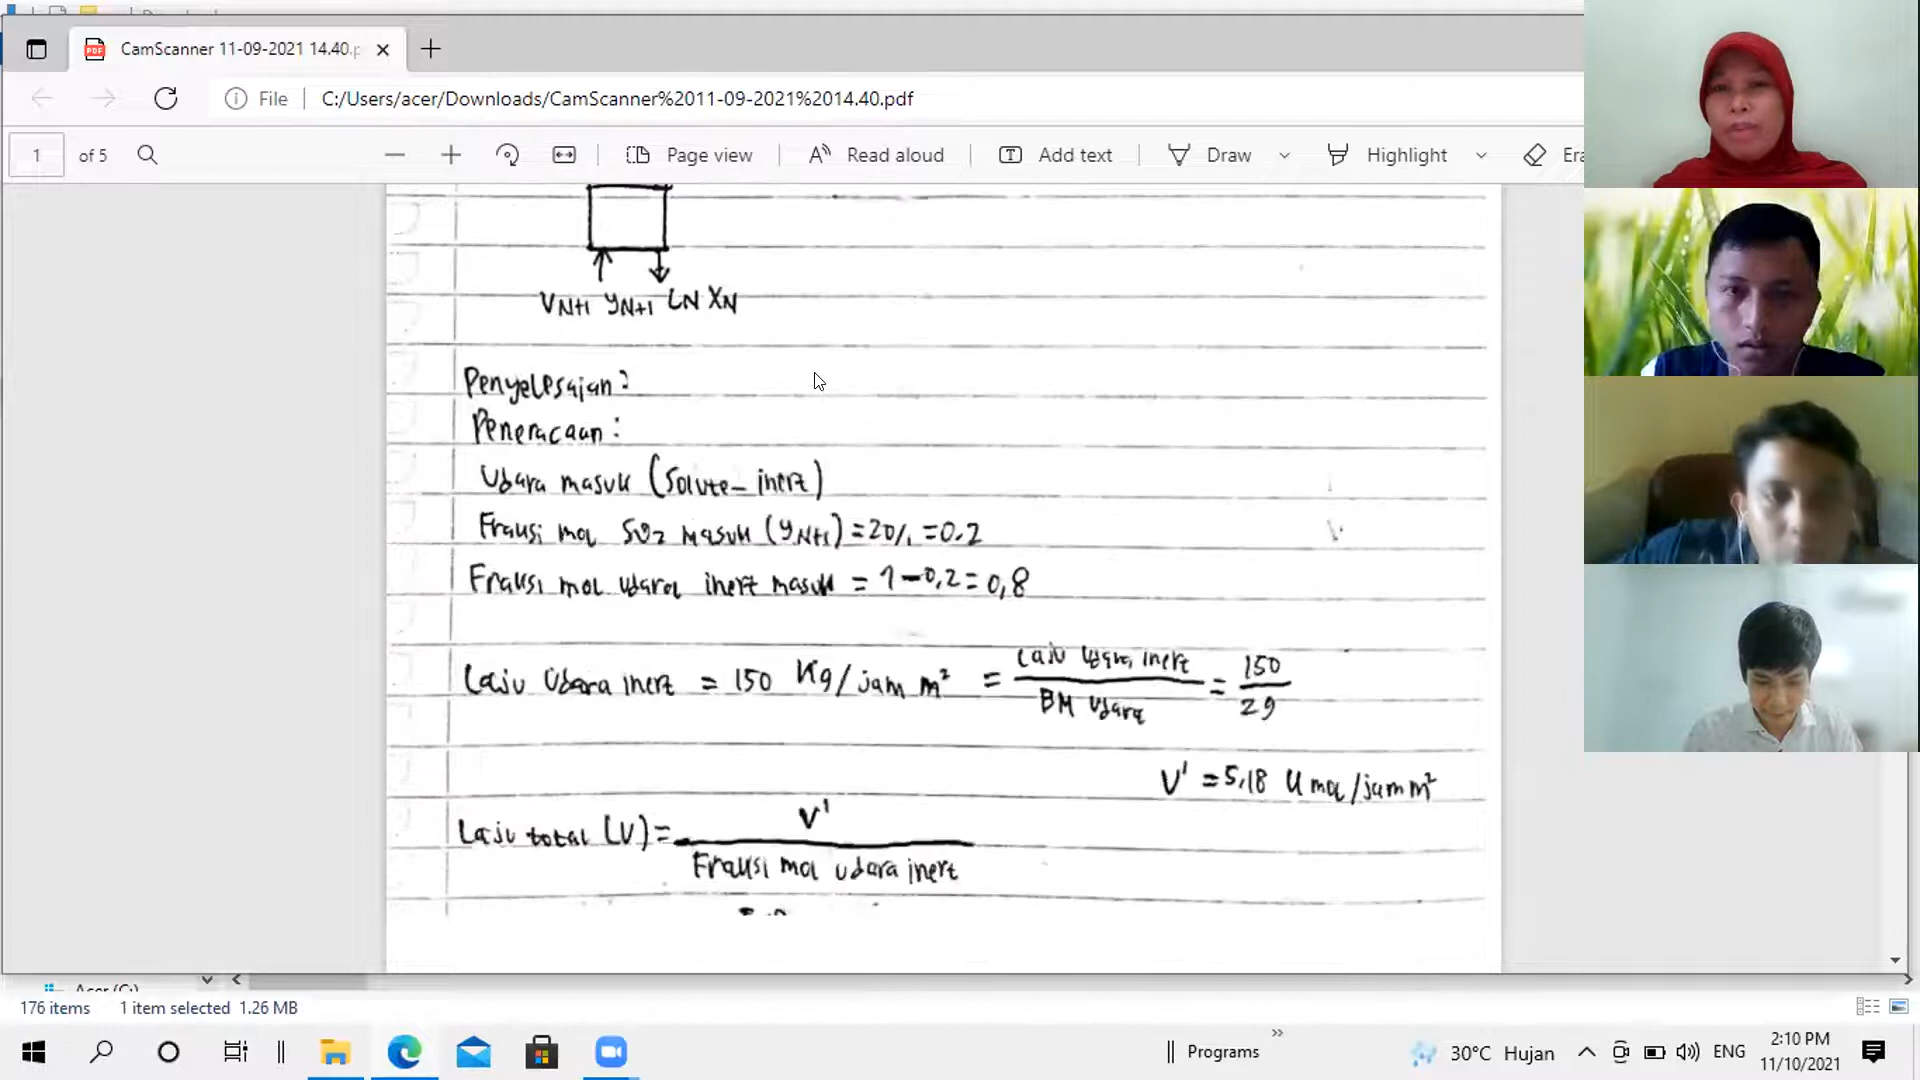 CamScanner 11-09-2021 14.40.p
File
C:/Users/acer/Downloads/CamScanner%2011-09-2021%2014.40.pdf
1 of 5
Page view
Read aloud
Add text
Draw
Highlight
Era
VN+1 yN+1 LN XN
Penyelesaian:
Peneracaan:
Udara masuk (Solute-inert)
Fraksi mol SO2 masuk (yN+1) = 20% = 0.2
Fraksi mol udara inert masuk = 1-0,2 = 0,8
Laju Udara inert = 150 Kg/jam m² = Laju udara inert / BM udara = 150 / 29
V' = 5,18 Kmol/jam m²
Laju total (V) = V' / Fraksi mol udara inert
Acer (C:)
176 items 1 item selected 1.26 MB
Programs
30°C Hujan
ENG
2:10 PM
11/10/2021